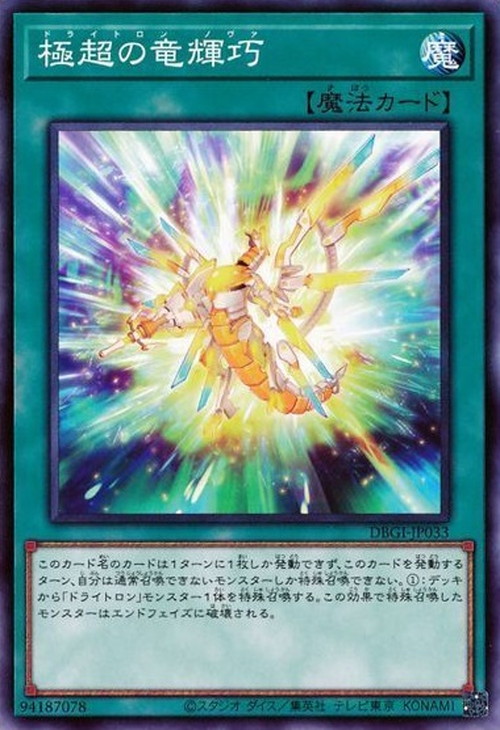 ドライトロン・ノヴァ
極超の竜輝巧
魔
【魔法カード】
DBGI-JP033
このカード名のカードは1ターンに1枚しか発動できず、このカードを発動する
ターン、自分は通常召喚できないモンスターしか特殊召喚できない。①:デッキ
から「ドライトロン」モンスター1体を特殊召喚する。この効果で特殊召喚した
モンスターはエンドフェイズに破壊される。
94187078
©スタジオ・ダイス/集英社・テレビ東京・KONAMI